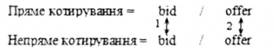 Пряме котирування = bid / offer
1 2
Непряме котирування = bid / offer